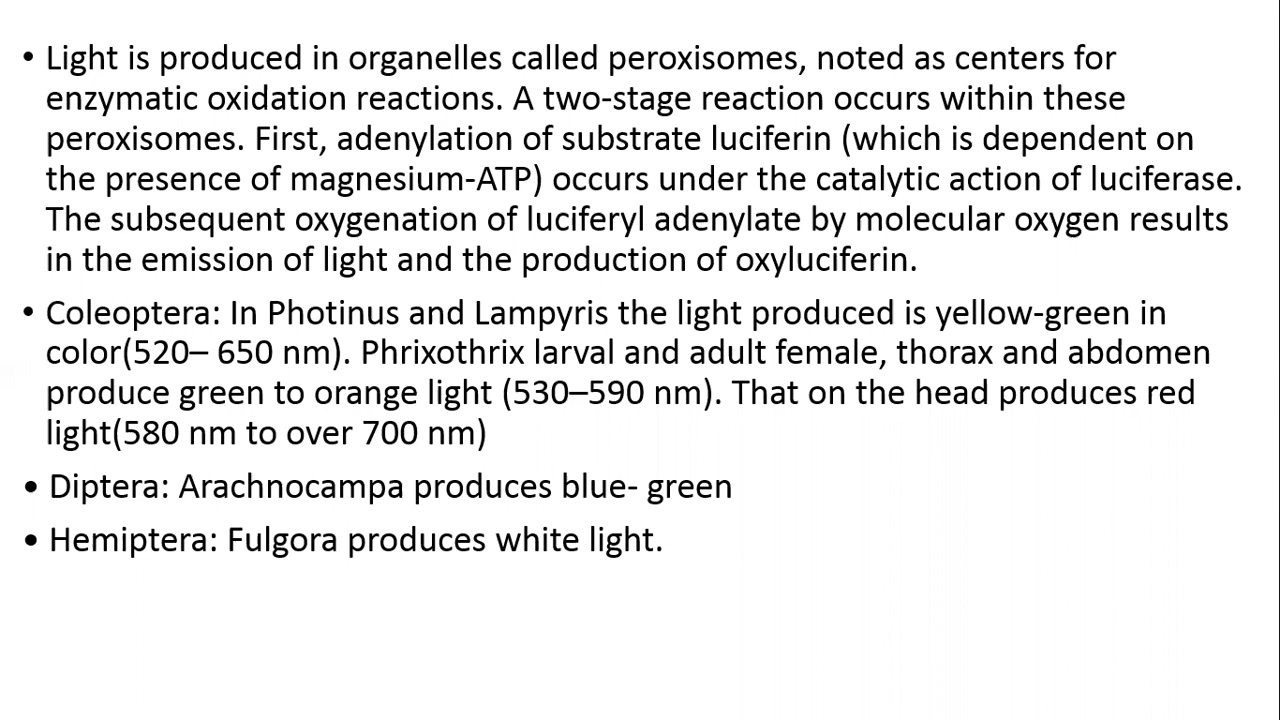 • Light is produced in organelles called peroxisomes, noted as centers for
enzymatic oxidation reactions. A two-stage reaction occurs within these
peroxisomes. First, adenylation of substrate luciferin (which is dependent on
the presence of magnesium-ATP) occurs under the catalytic action of luciferase.
The subsequent oxygenation of luciferyl adenylate by molecular oxygen results
in the emission of light and the production of oxyluciferin.
• Coleoptera: In Photinus and Lampyris the light produced is yellow-green in
color(520– 650 nm). Phrixothrix larval and adult female, thorax and abdomen
produce green to orange light (530–590 nm). That on the head produces red
light(580 nm to over 700 nm)
• Diptera: Arachnocampa produces blue- green
• Hemiptera: Fulgora produces white light.